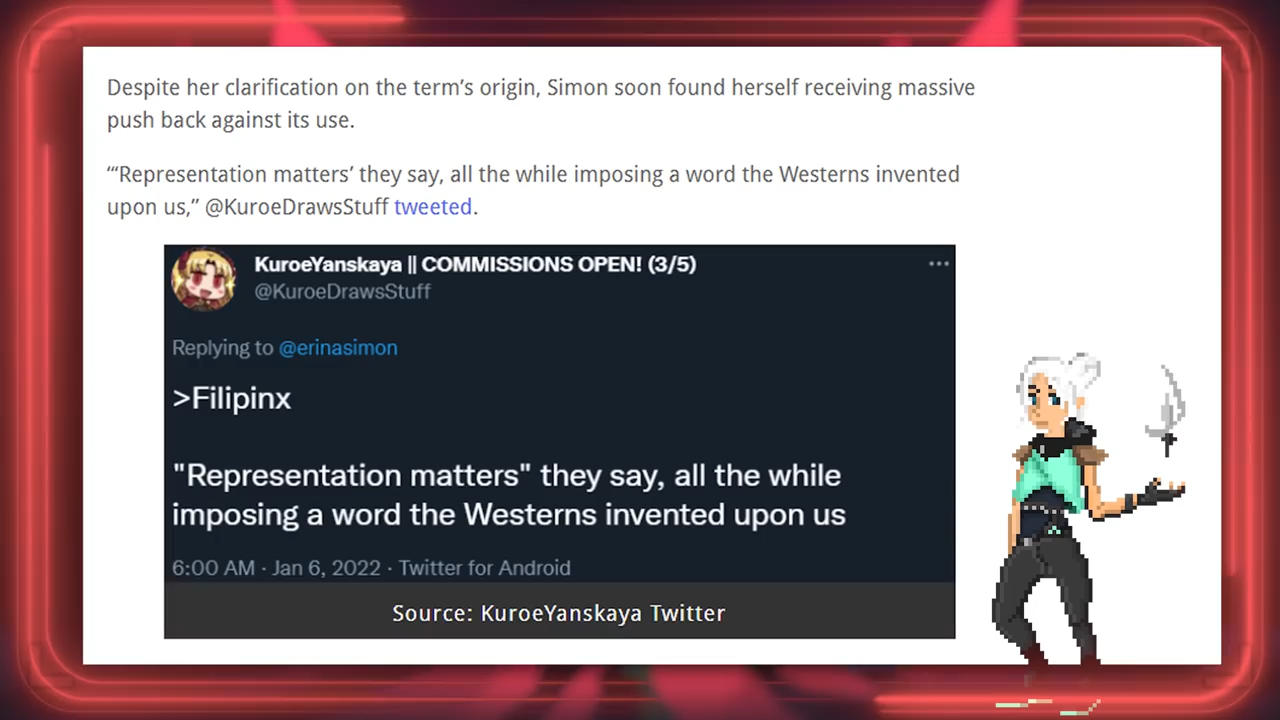 Despite her clarification on the term’s origin, Simon soon found herself receiving massive
push back against its use.
“‘Representation matters’ they say, all the while imposing a word the Westerns invented
upon us,” @KuroeDrawsStuff tweeted.
KuroeYanskaya || COMMISSIONS OPEN! (3/5)
@KuroeDrawsStuff
Replying to @erinasimon
>Filipinx
"Representation matters" they say, all the while
imposing a word the Westerns invented upon us
6:00 AM · Jan 6, 2022 · Twitter for Android
Source: KuroeYanskaya Twitter